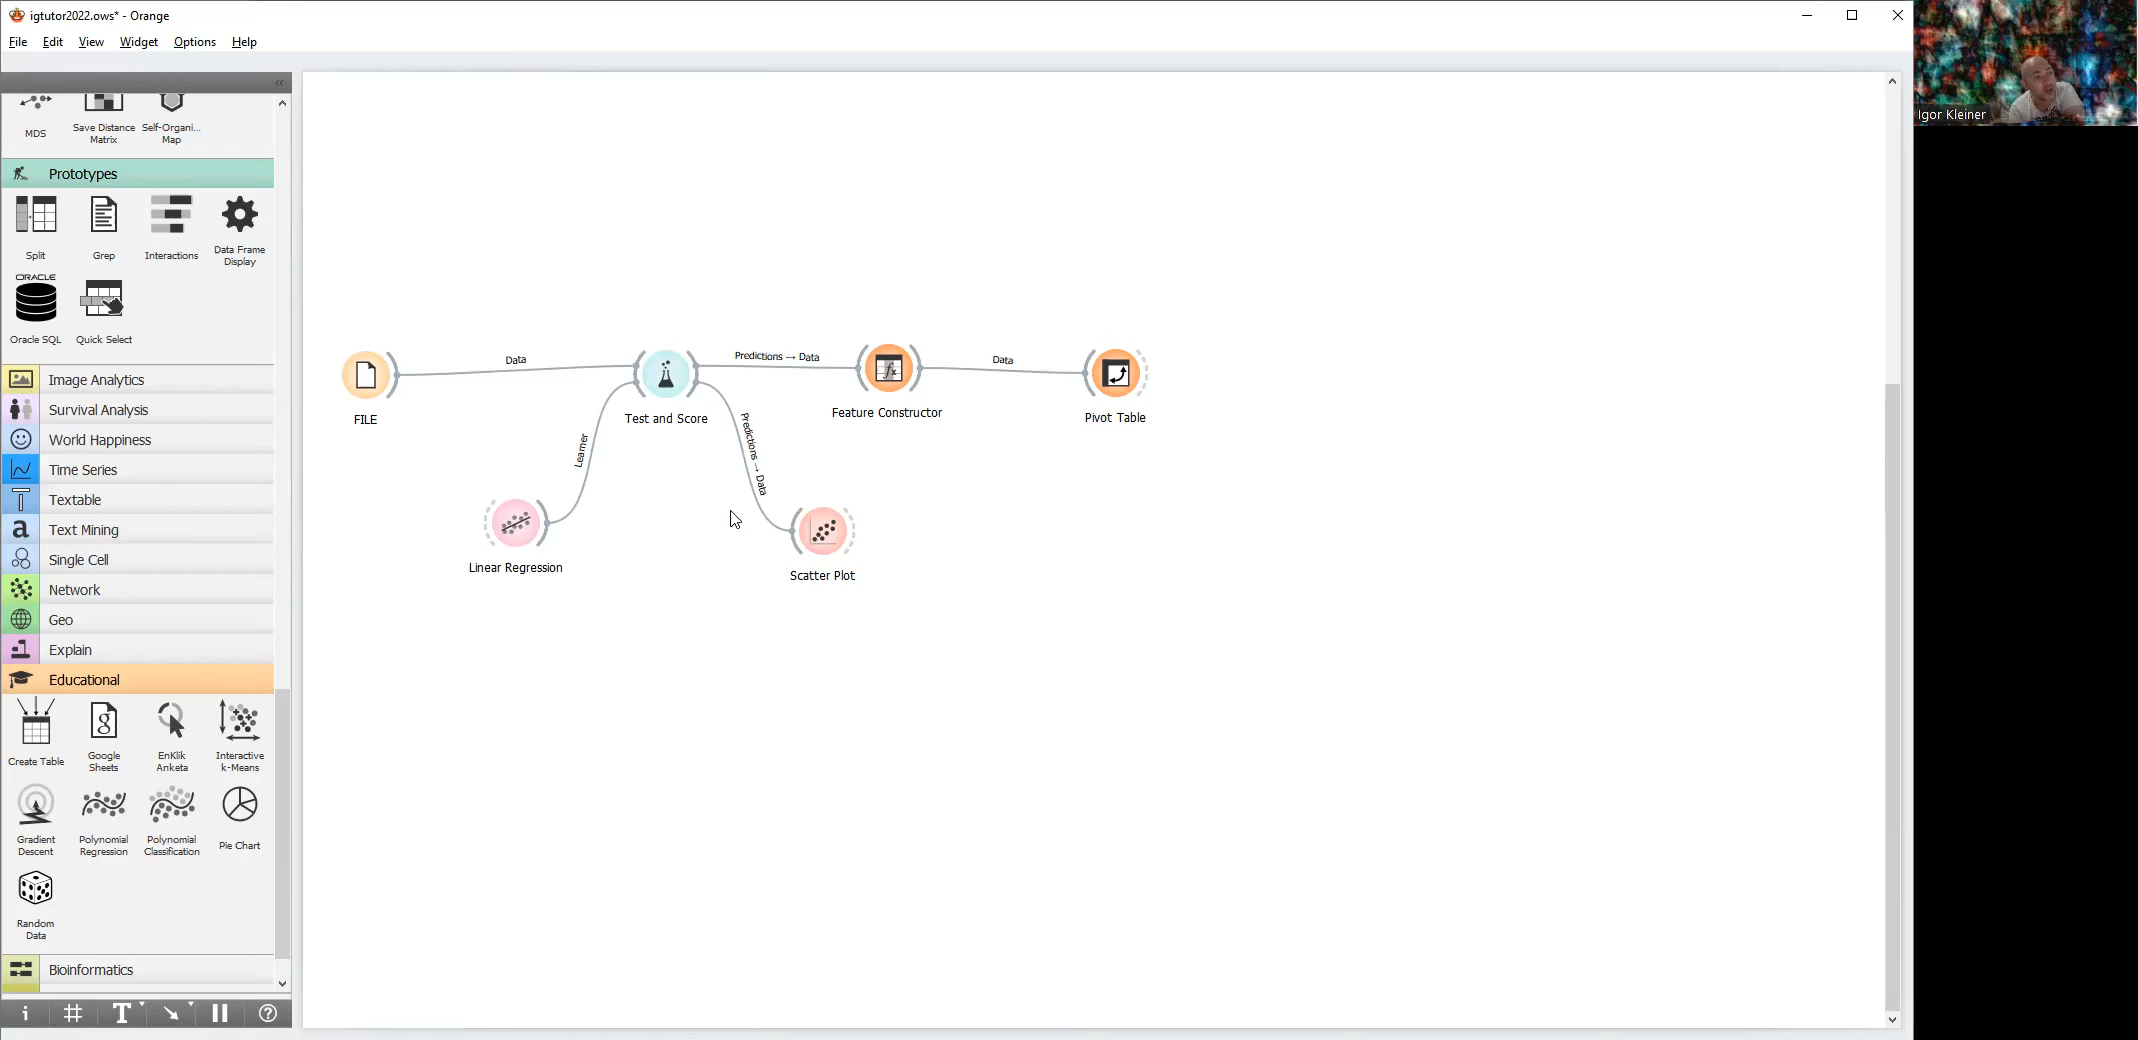 igtutor2022.ows* - Orange
File Edit View Widget Options Help
MDS
Save Distance Matrix
Self-Organi... Map
Prototypes
Split
Grep
Interactions
Data Frame Display
ORACLE
Oracle SQL
Quick Select
Image Analytics
Survival Analysis
World Happiness
Time Series
Textable
a Text Mining
Single Cell
Network
Geo
Explain
Educational
Create Table
g
Google Sheets
EnKlik Anketa
Interactive k-Means
Gradient Descent
Polynomial Regression
Polynomial Classification
Pie Chart
Random Data
Bioinformatics
i # T ?
FILE
Data
Test and Score
Predictions → Data
fx
Feature Constructor
Data
Pivot Table
Learner
Linear Regression
Predictions → Data
Scatter Plot
Igor Kleiner